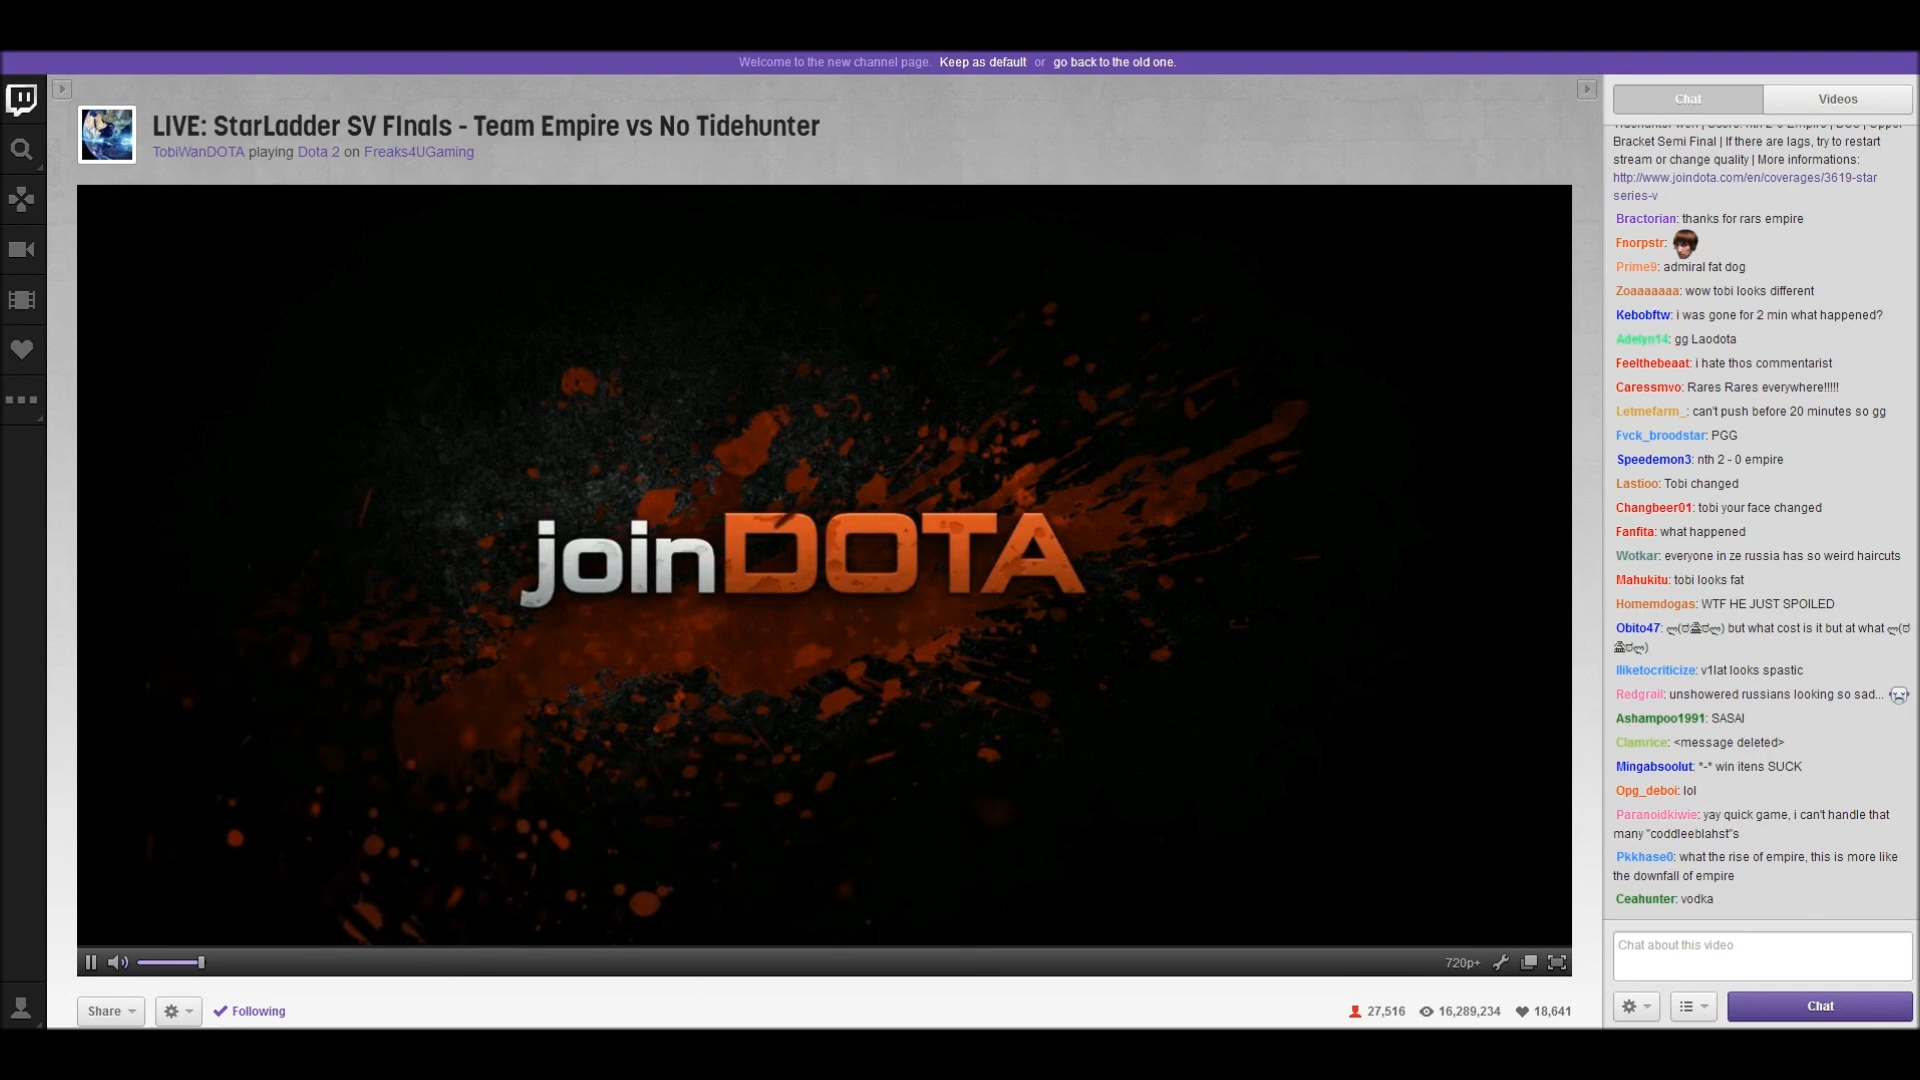 Welcome to the new channel page. Keep as default or go back to the old one.
LIVE: StarLadder SV FInals - Team Empire vs No Tidehunter
TobiWanDOTA playing Dota 2 on Freaks4UGaming
joinDOTA
720p+
Share
Following
27,516
16,289,234
18,641
Chat
Videos
Bracket Semi Final | If there are lags, try to restart
stream or change quality | More informations:
http://www.joindota.com/en/coverages/3619-star
series-v
Bractorian: thanks for rars empire
Fnorpstr:
Prime9: admiral fat dog
Zoaaaaaaa: wow tobi looks different
Kebobftw: i was gone for 2 min what happened?
Adelyn14: gg Laodota
Feelthebeaat: i hate thos commentarist
Caressmvo: Rares Rares everywhere!!!!!
Letmefarm_: can't push before 20 minutes so gg
Fvck_broodstar: PGG
Speedemon3: nth 2 - 0 empire
Lastioo: Tobi changed
Changbeer01: tobi your face changed
Fanfita: what happened
Wotkar: everyone in ze russia has so weird haircuts
Mahukitu: tobi looks fat
Homemdogas: WTF HE JUST SPOILED
Obito47: but what cost is it but at what
Iliketocriticize: v1lat looks spastic
Redgrail: unshowered russians looking so sad...
Ashampoo1991: SASAI
Clamrice: <message deleted>
Mingabsoolut: *-* win itens SUCK
Opg_deboi: lol
Paranoidkiwie: yay quick game, i can't handle that
many "coddleeblahst"s
Pkkhase0: what the rise of empire, this is more like
the downfall of empire
Ceahunter: vodka
Chat about this video
Chat